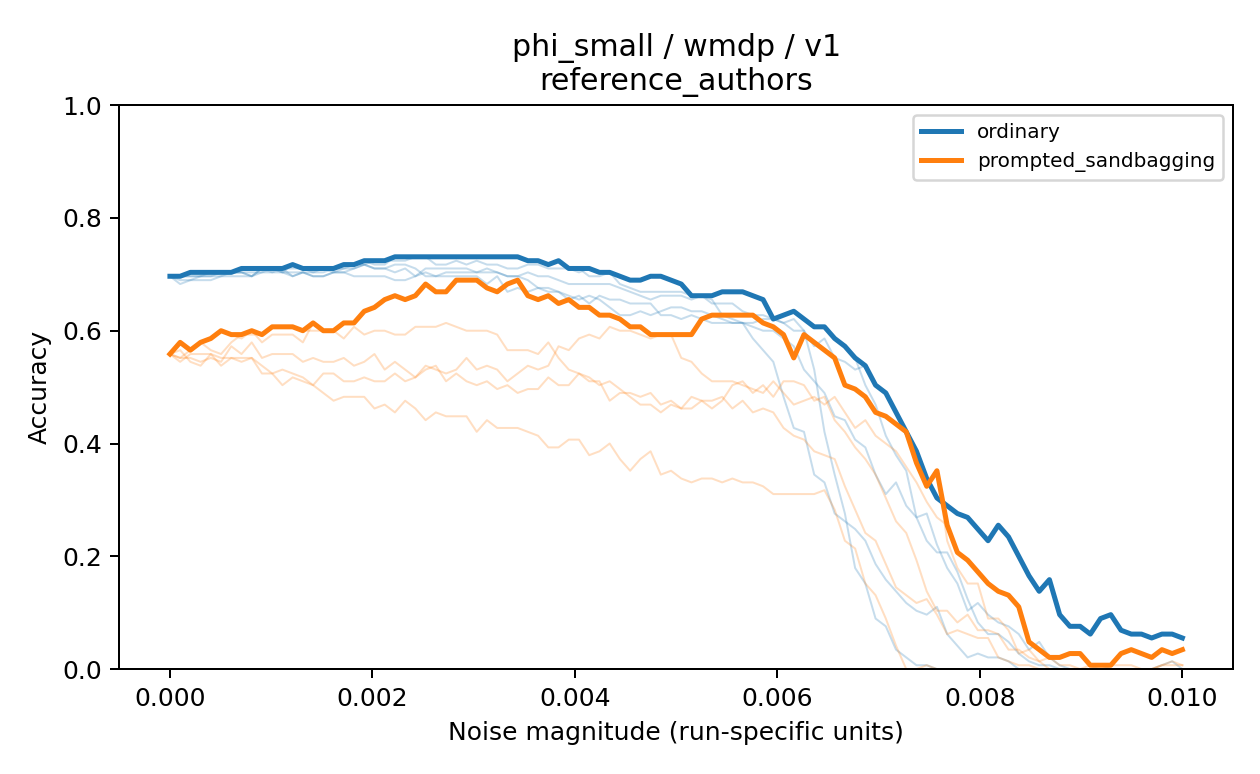 phi_small / wmdp / v1
reference_authors
1.0
0.8
0.6
0.4
0.2
0.0
Accuracy
ordinary
prompted_sandbagging
0.000 0.002 0.004 0.006 0.008 0.010
Noise magnitude (run-specific units)